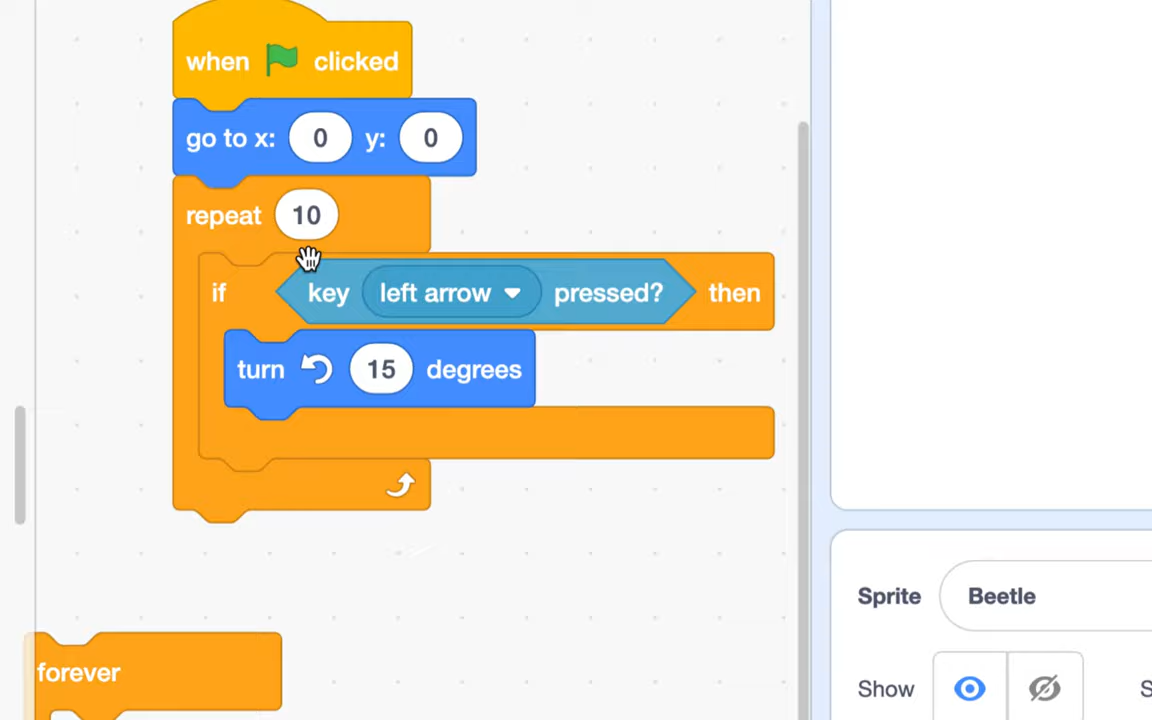 when clicked
go to x: 0 y: 0
repeat 10
if key left arrow pressed? then
turn 15 degrees
forever
Sprite Beetle
Show S